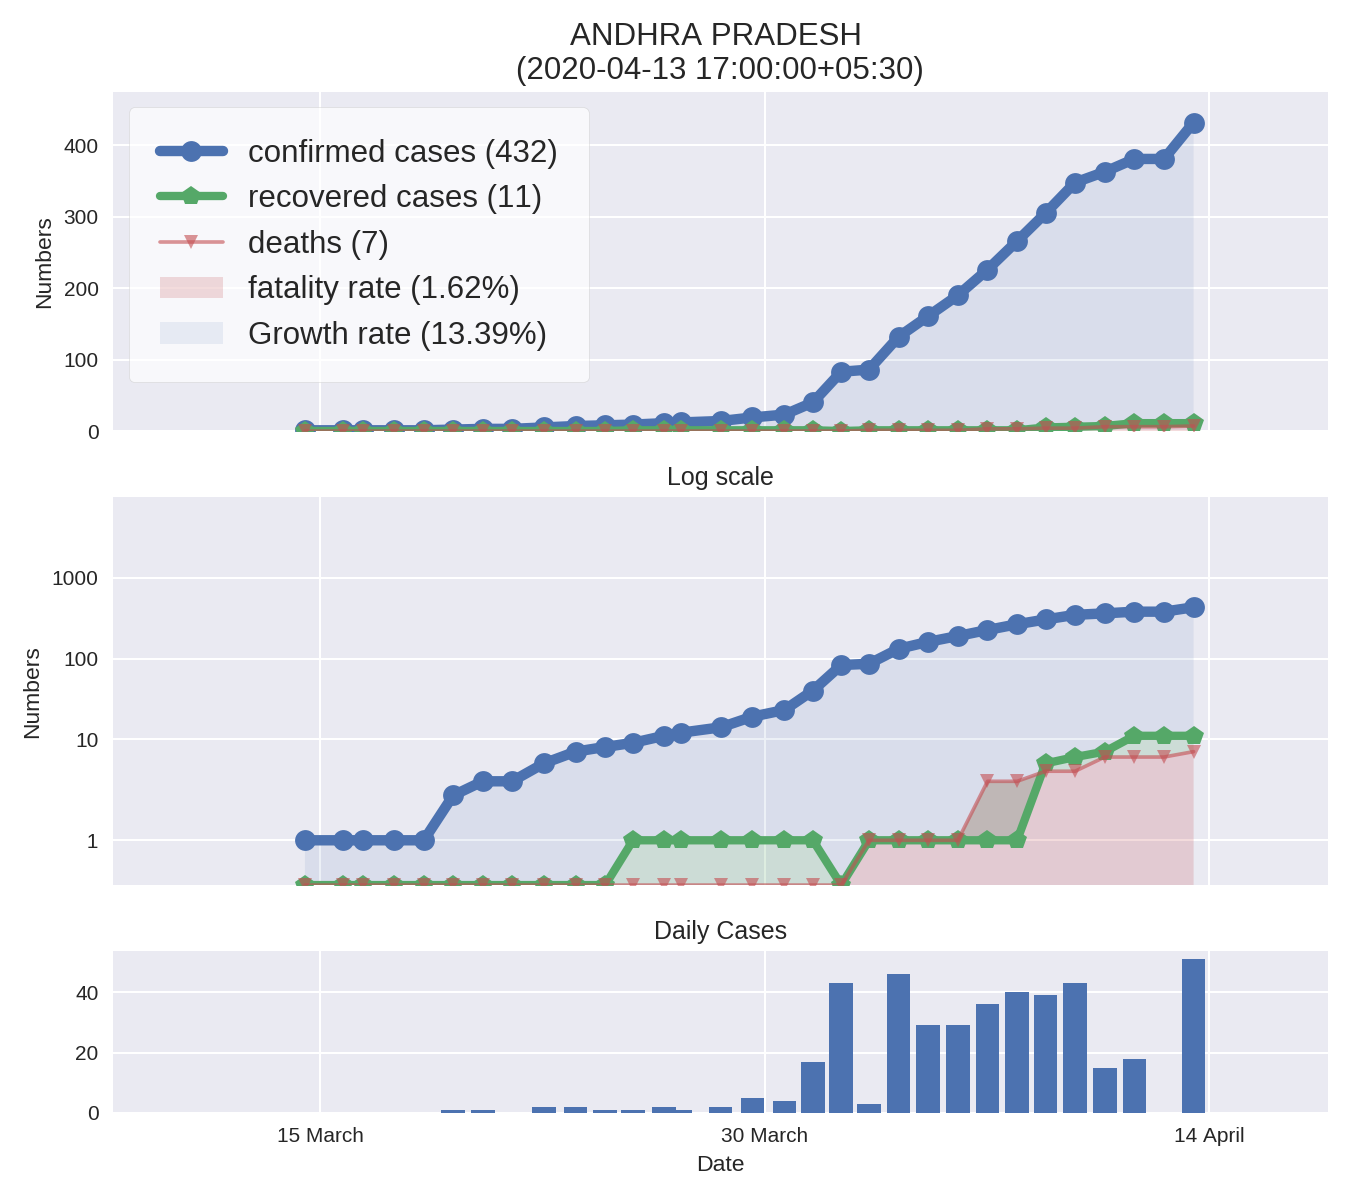 ANDHRA PRADESH
(2020-04-13 17:00:00+05:30)
Numbers
400
300
200
100
0
confirmed cases (432)
recovered cases (11)
deaths (7)
fatality rate (1.62%)
Growth rate (13.39%)
Log scale
Numbers
1000
100
10
1
Daily Cases
40
20
0
15 March
30 March
14 April
Date